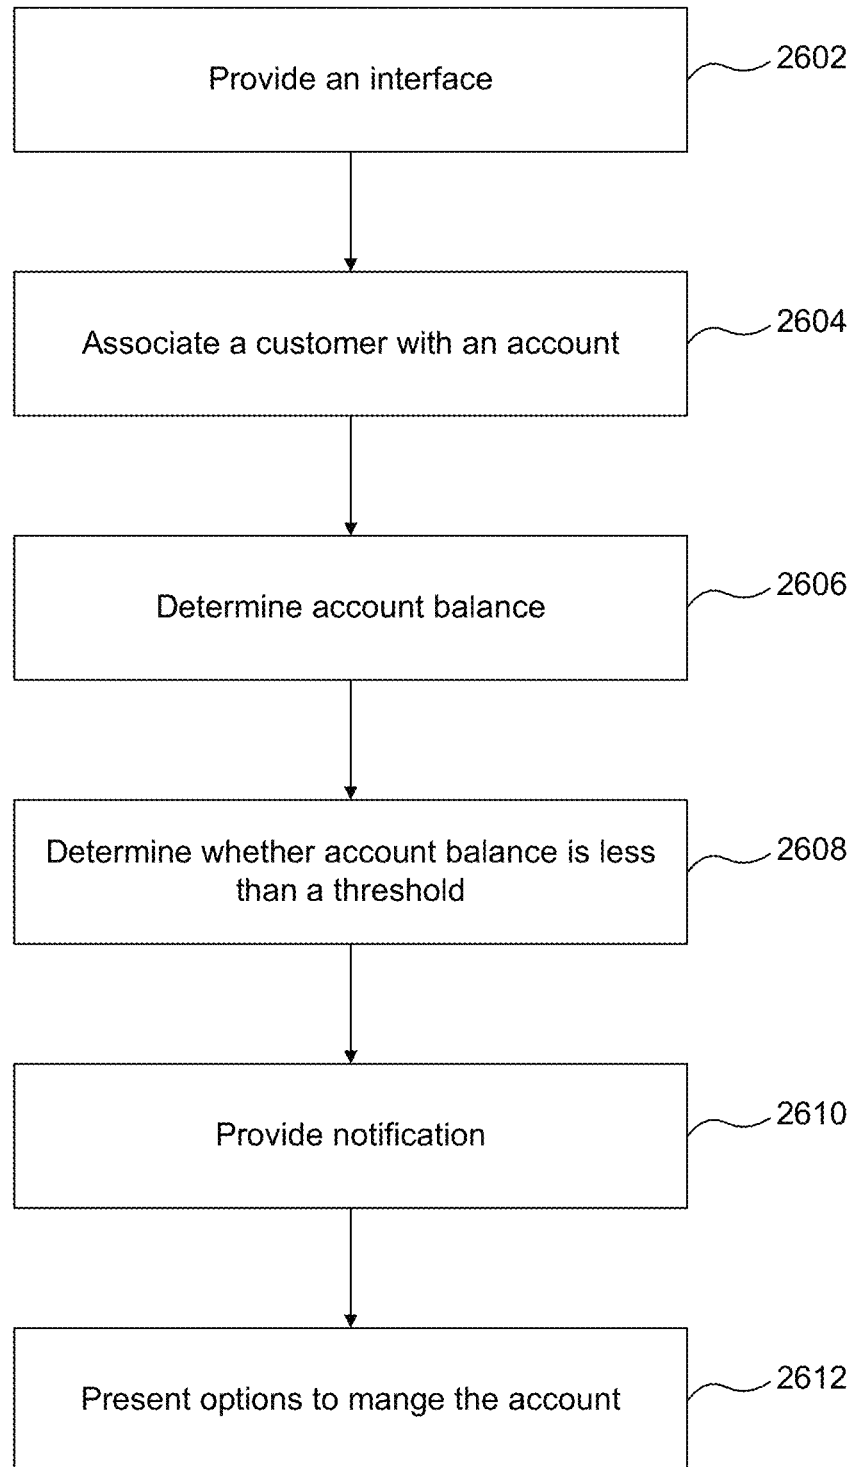 Provide an interface
2602
Associate a customer with an account
2604
Determine account balance
2606
Determine whether account balance is less
than a threshold
2608
Provide notification
2610
Present options to mange the account
2612